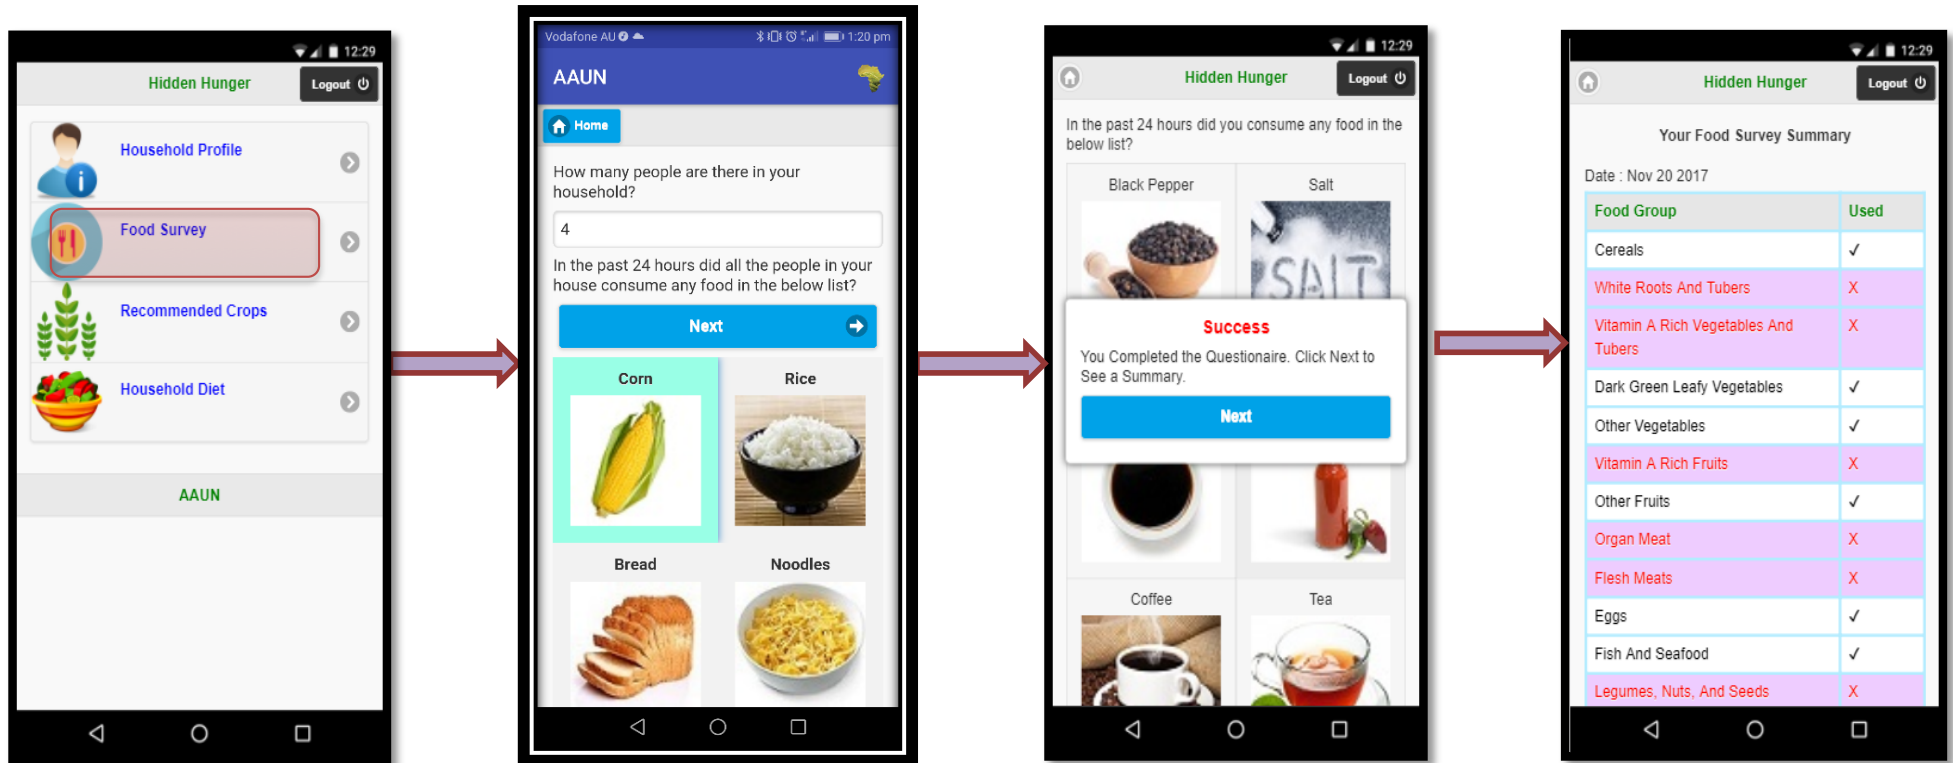 12:29
Hidden Hunger
Logout
Household Profile
Food Survey
Recommended Crops
Household Diet
AAUN
Vodafone AU
1:20 pm
AAUN
Home
How many people are there in your
household?
4
In the past 24 hours did all the people in your
house consume any food in the below list?
Next
Corn Rice
Bread Noodles
12:29
Hidden Hunger
Logout
In the past 24 hours did you consume any food in the
below list?
Black Pepper Salt
SALT
Success
You Completed the Questionaire. Click Next to
See a Summary.
Next
Coffee Tea
12:29
Hidden Hunger
Logout
Your Food Survey Summary
Date : Nov 20 2017
Food Group Used
Cereals ✓
White Roots And Tubers X
Vitamin A Rich Vegetables And X
Tubers
Dark Green Leafy Vegetables ✓
Other Vegetables ✓
Vitamin A Rich Fruits X
Other Fruits ✓
Organ Meat X
Flesh Meats X
Eggs ✓
Fish And Seafood ✓
Legumes, Nuts, And Seeds X